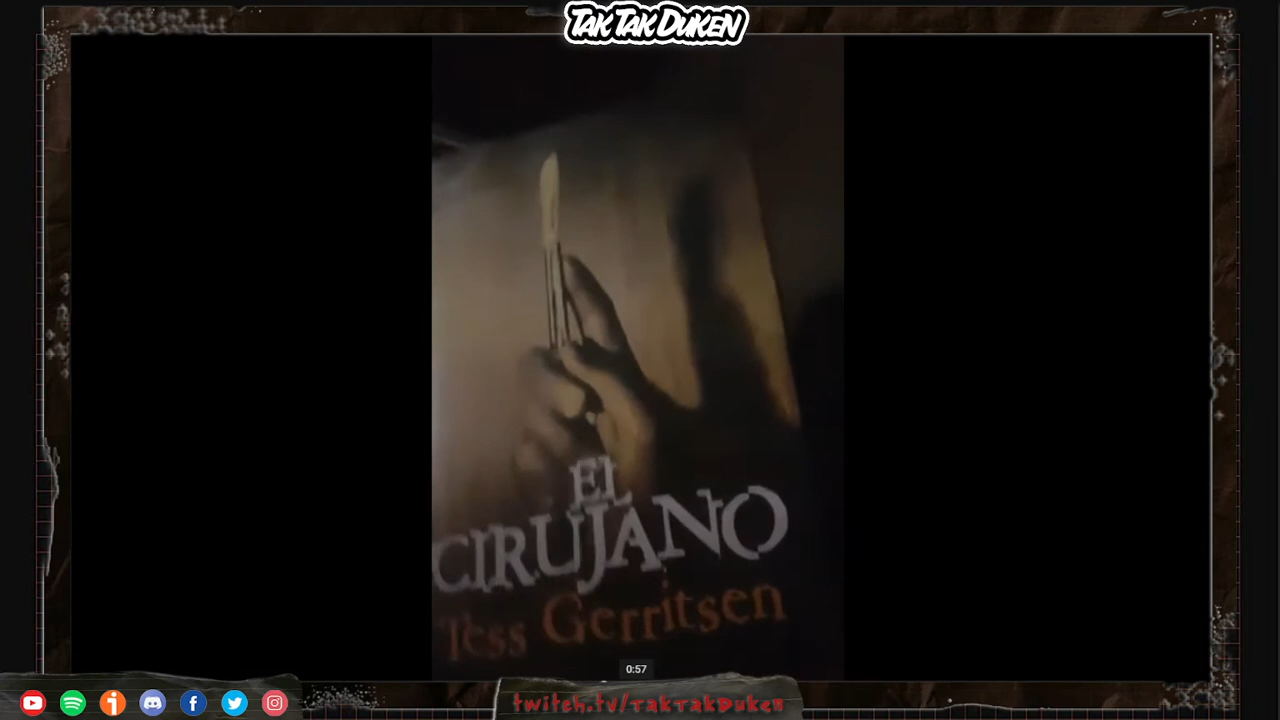 TAK TAK DUKEN
EL
CIRUJANO
Tess Gerritsen
0:57
twitch.tv/TakTakDuken